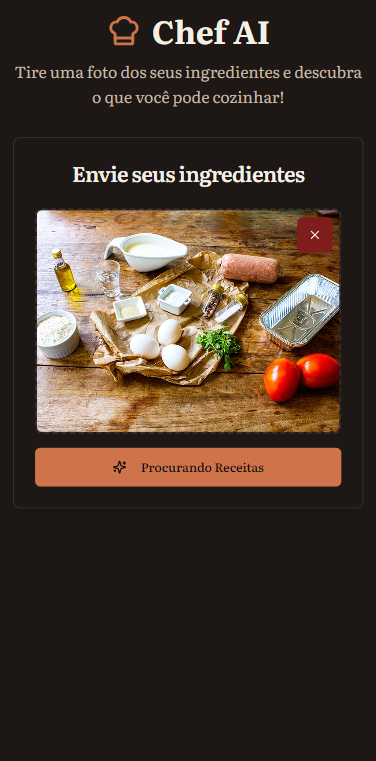 Chef AI
Tire uma foto dos seus ingredientes e descubra
o que você pode cozinhar!
Envie seus ingredientes
Procurando Receitas